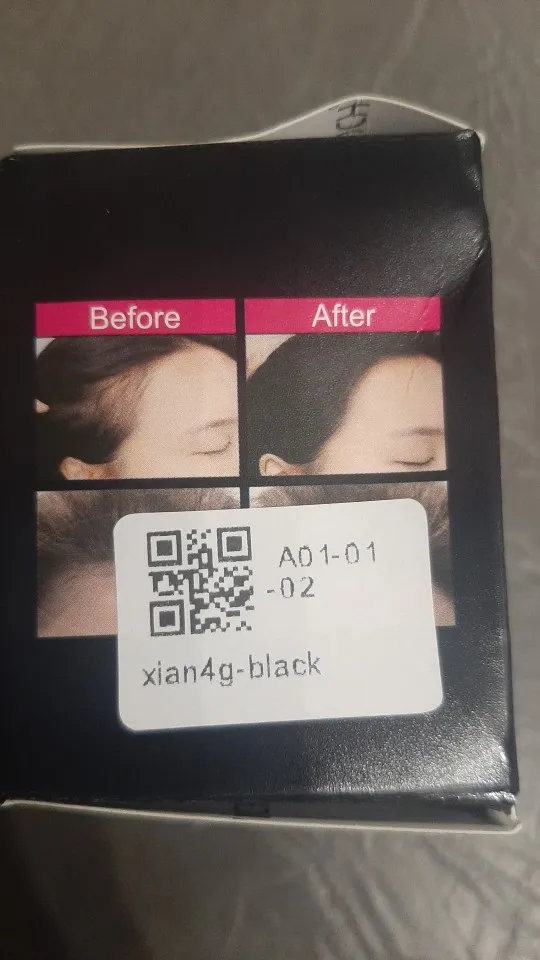 Before
After
A01-01
-02
xian4g-black